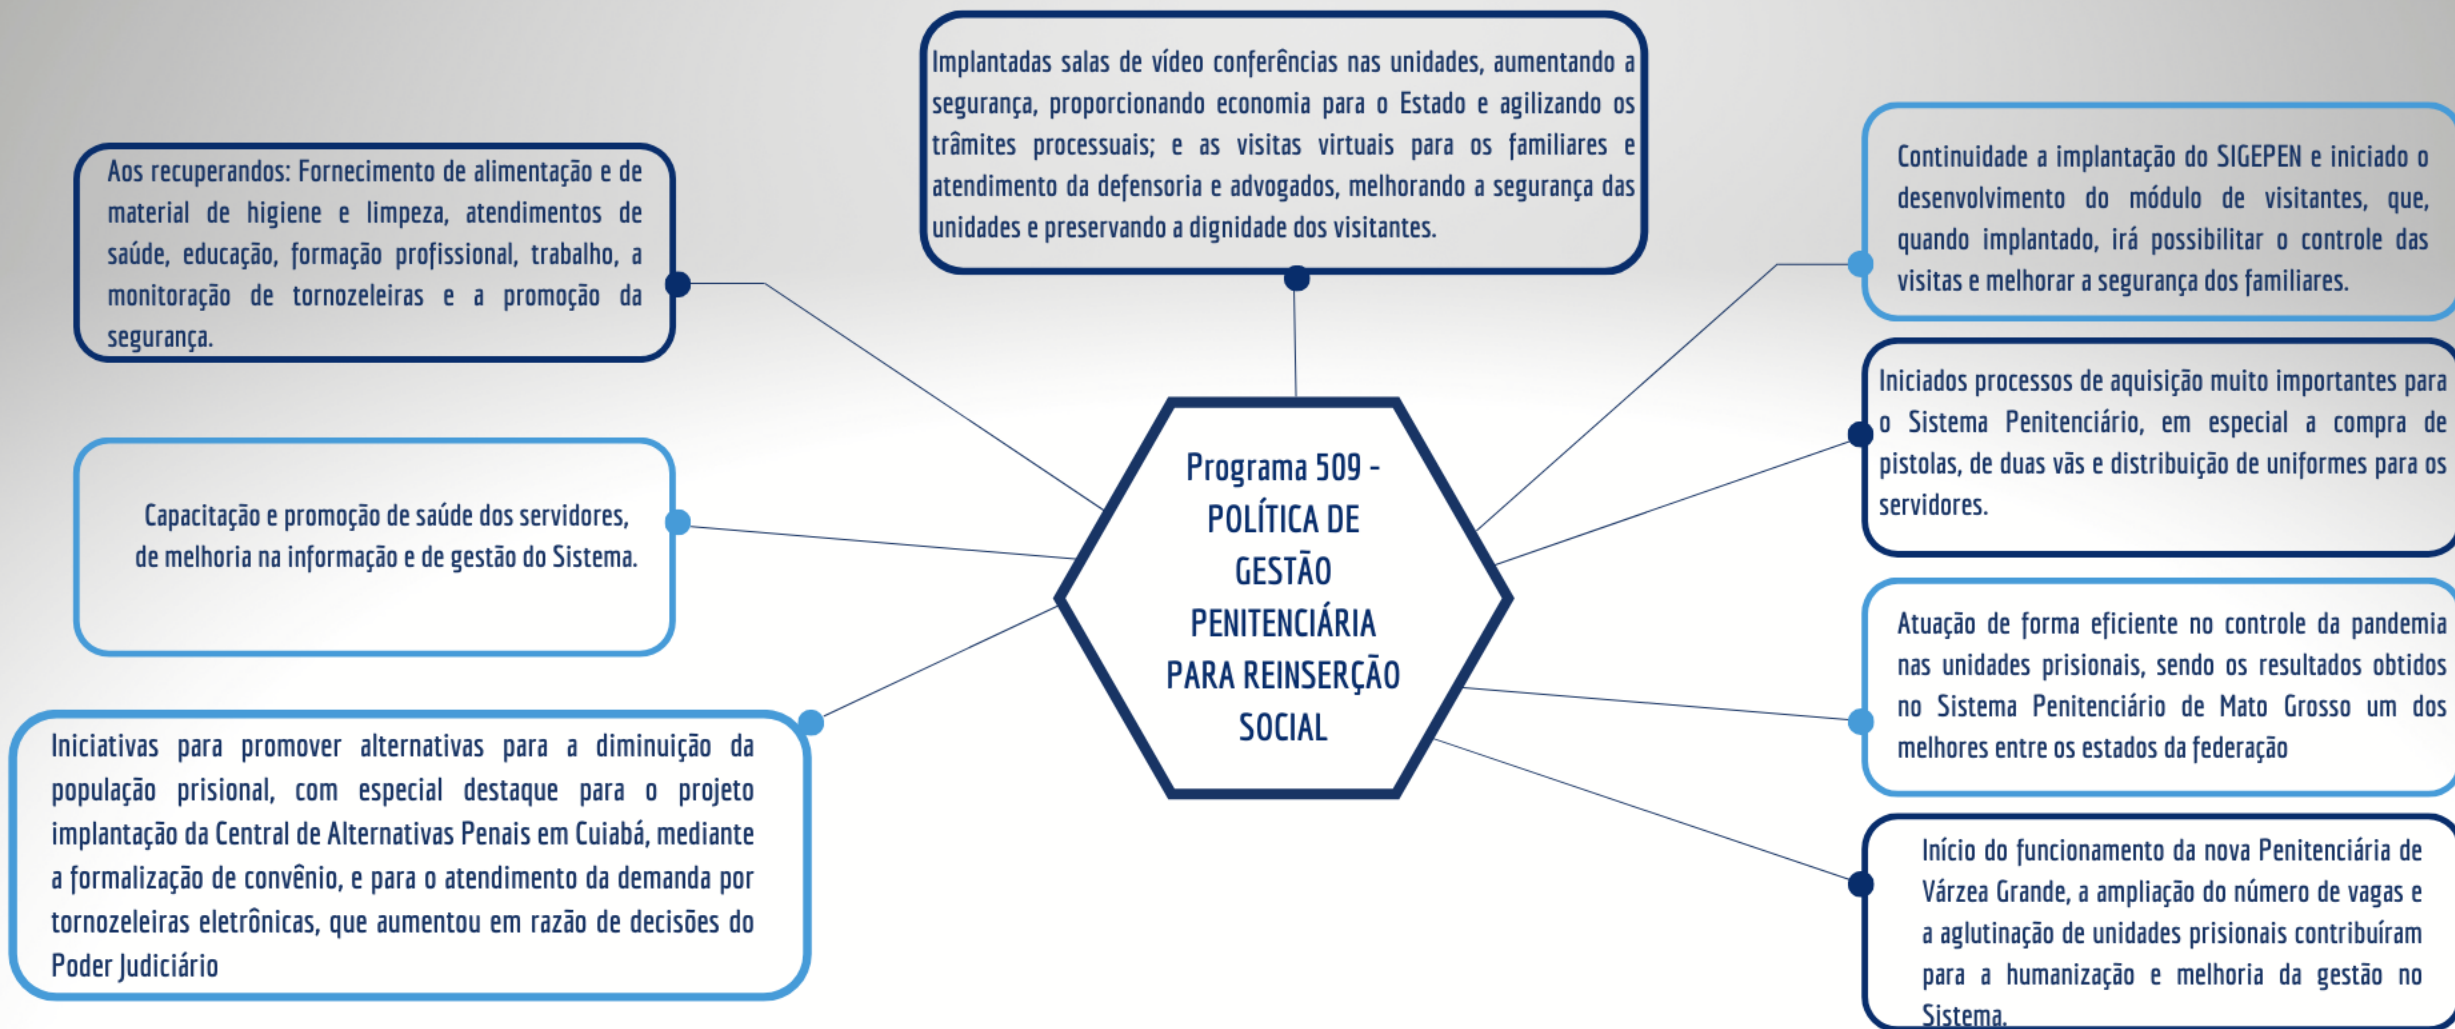 Implantadas salas de vídeo conferências nas unidades, aumentando a
segurança, proporcionando economia para o Estado e agilizando os
trâmites processuais; e as visitas virtuais para os familiares e
atendimento da defensoria e advogados, melhorando a segurança das
unidades e preservando a dignidade dos visitantes.
Aos recuperandos: Fornecimento de alimentação e de
material de higiene e limpeza, atendimentos de
saúde, educação, formação profissional, trabalho, a
monitoração de tornozeleiras e a promoção da
segurança.
Capacitação e promoção de saúde dos servidores,
de melhoria na informação e de gestão do Sistema.
Iniciativas para promover alternativas para a diminuição da
população prisional, com especial destaque para o projeto
implantação da Central de Alternativas Penais em Cuiabá, mediante
a formalização de convênio, e para o atendimento da demanda por
tornozeleiras eletrônicas, que aumentou em razão de decisões do
Poder Judiciário
Programa 509 -
POLÍTICA DE
GESTÃO
PENITENCIÁRIA
PARA REINSERÇÃO
SOCIAL
Continuidade a implantação do SIGEPEN e iniciado o
desenvolvimento do módulo de visitantes, que,
quando implantado, irá possibilitar o controle das
visitas e melhorar a segurança dos familiares.
Iniciados processos de aquisição muito importantes para
o Sistema Penitenciário, em especial a compra de
pistolas, de duas vãs e distribuição de uniformes para os
servidores.
Atuação de forma eficiente no controle da pandemia
nas unidades prisionais, sendo os resultados obtidos
no Sistema Penitenciário de Mato Grosso um dos
melhores entre os estados da federação
Início do funcionamento da nova Penitenciária de
Várzea Grande, a ampliação do número de vagas e
a aglutinação de unidades prisionais contribuíram
para a humanização e melhoria da gestão no
Sistema.